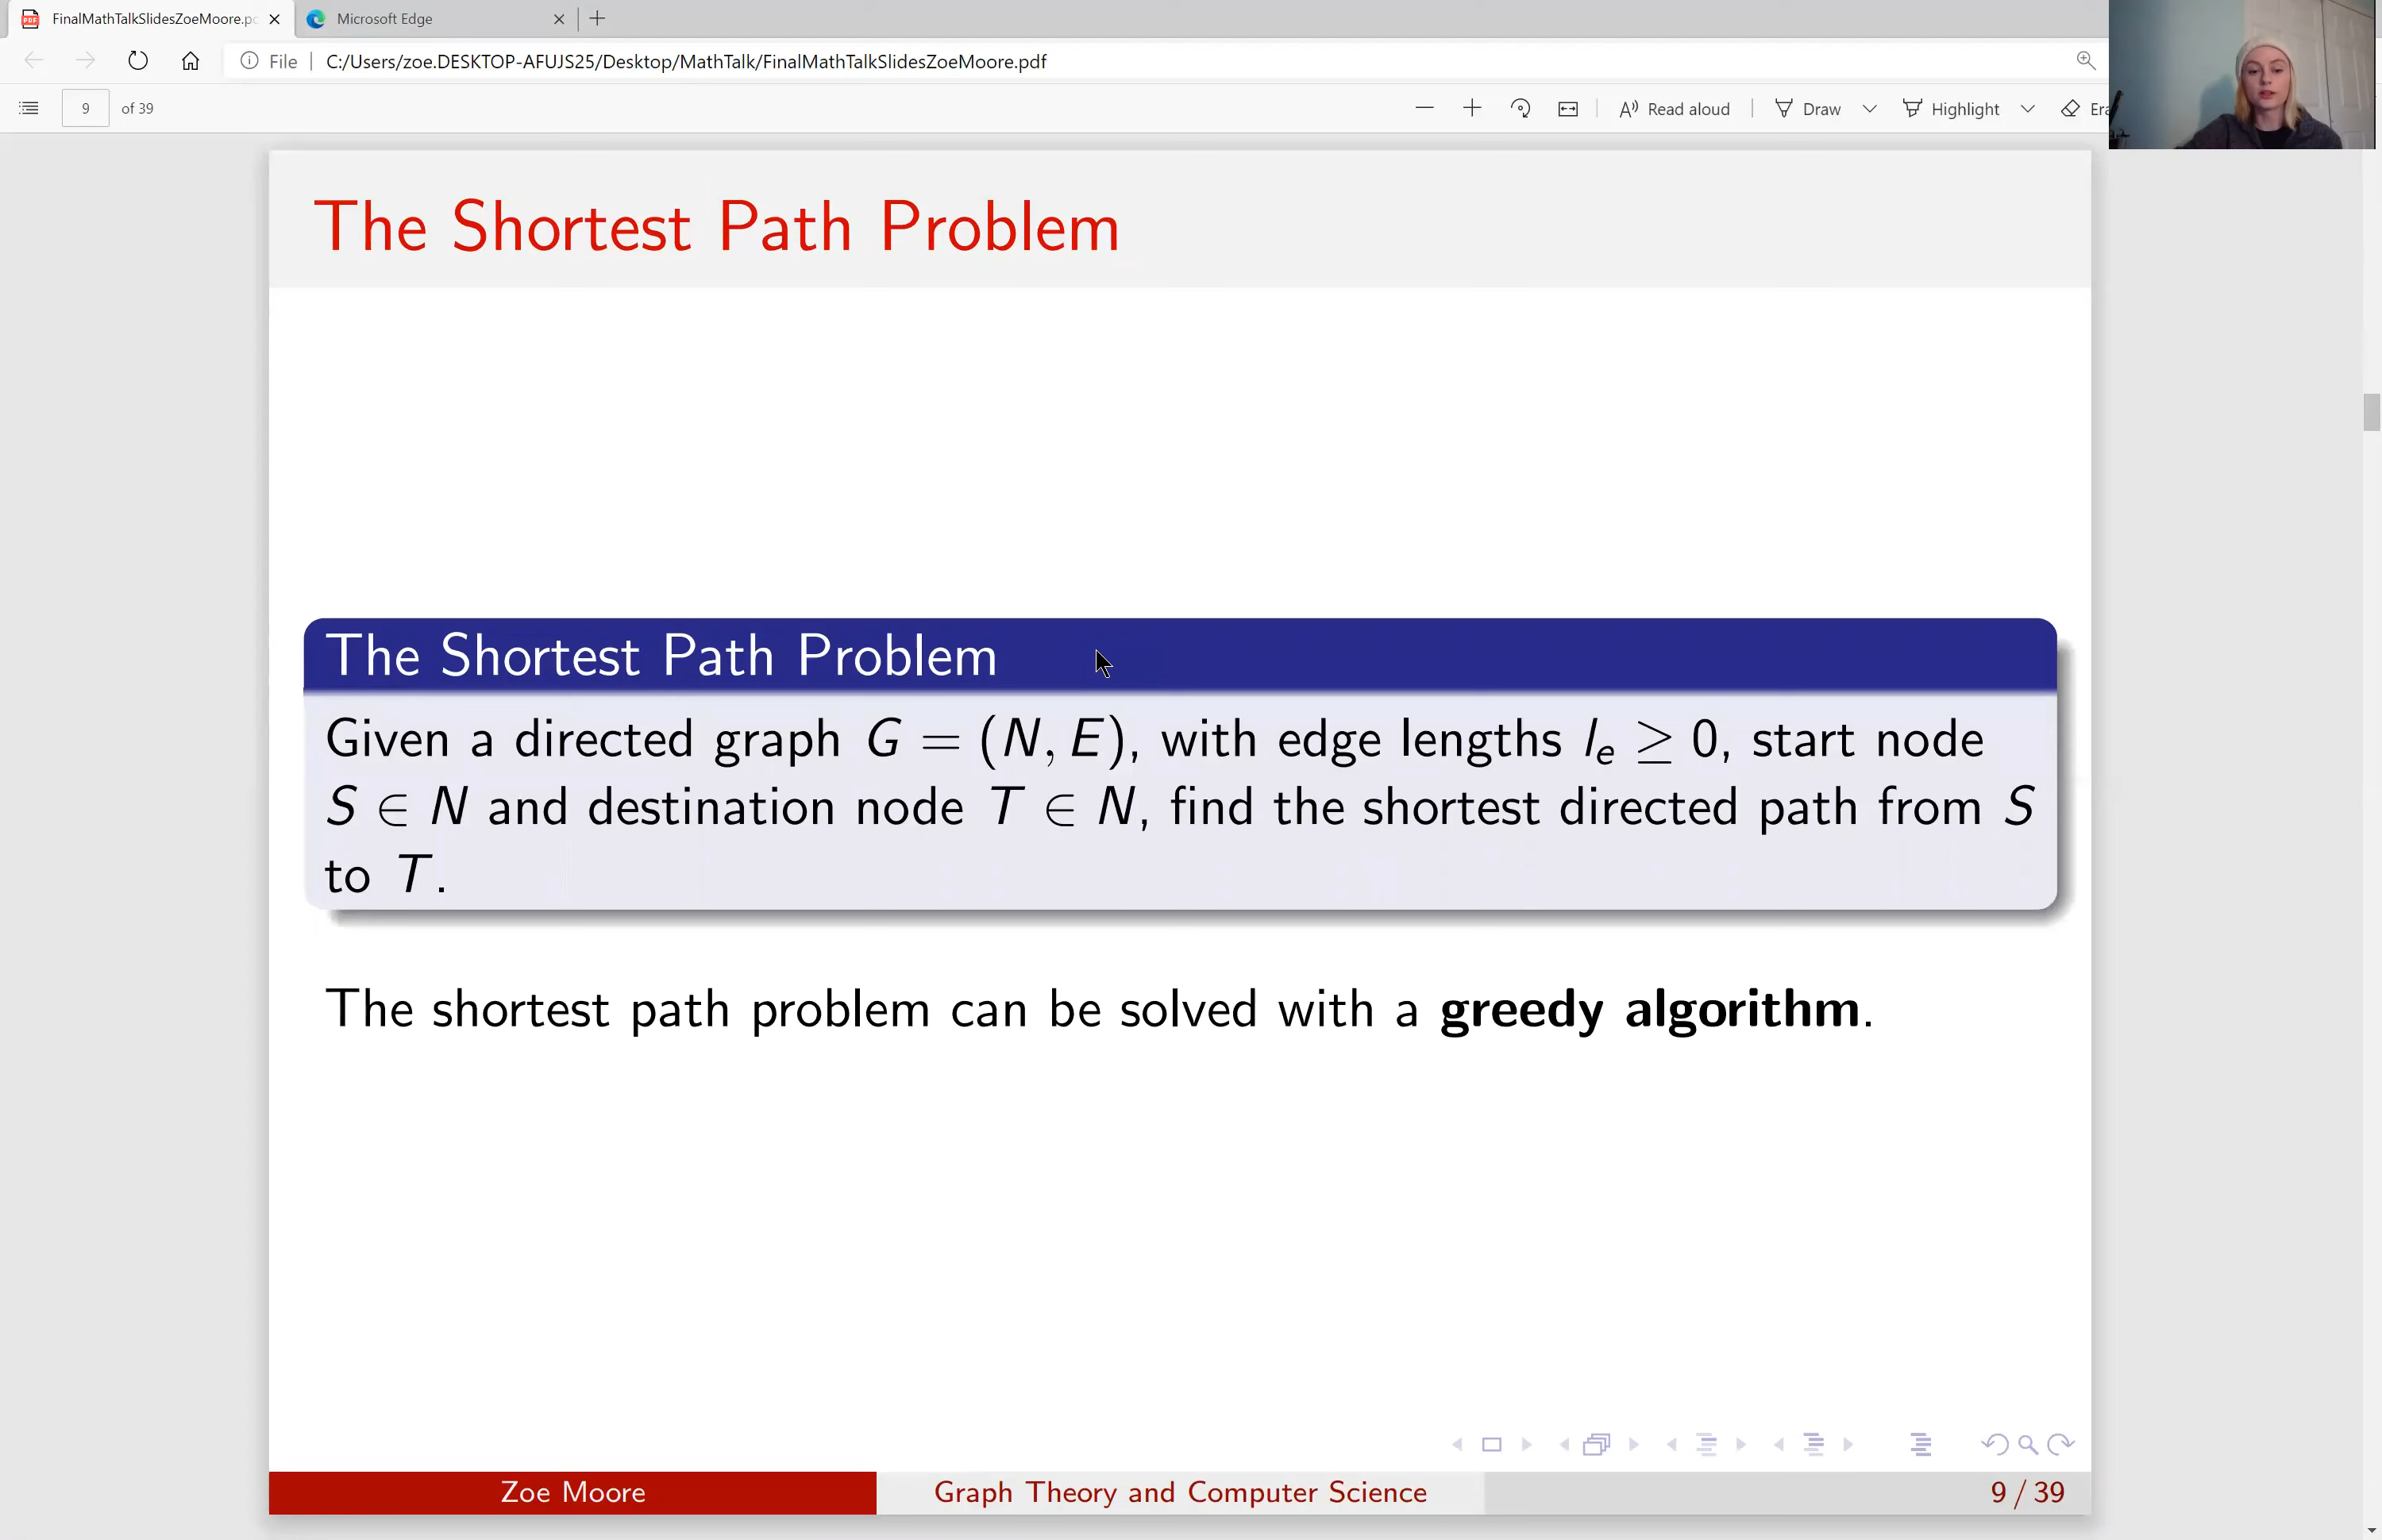 FinalMathTalkSlidesZoeMoore.p
Microsoft Edge
File | C:/Users/zoe.DESKTOP-AFUJS25/Desktop/MathTalk/FinalMathTalkSlidesZoeMoore.pdf
9 of 39
Read aloud
Draw
Highlight
Era
The Shortest Path Problem
The Shortest Path Problem
Given a directed graph G = (N, E), with edge lengths lₑ ≥ 0, start node
S ∈ N and destination node T ∈ N, find the shortest directed path from S
to T.
The shortest path problem can be solved with a greedy algorithm.
Zoe Moore
Graph Theory and Computer Science
9 / 39